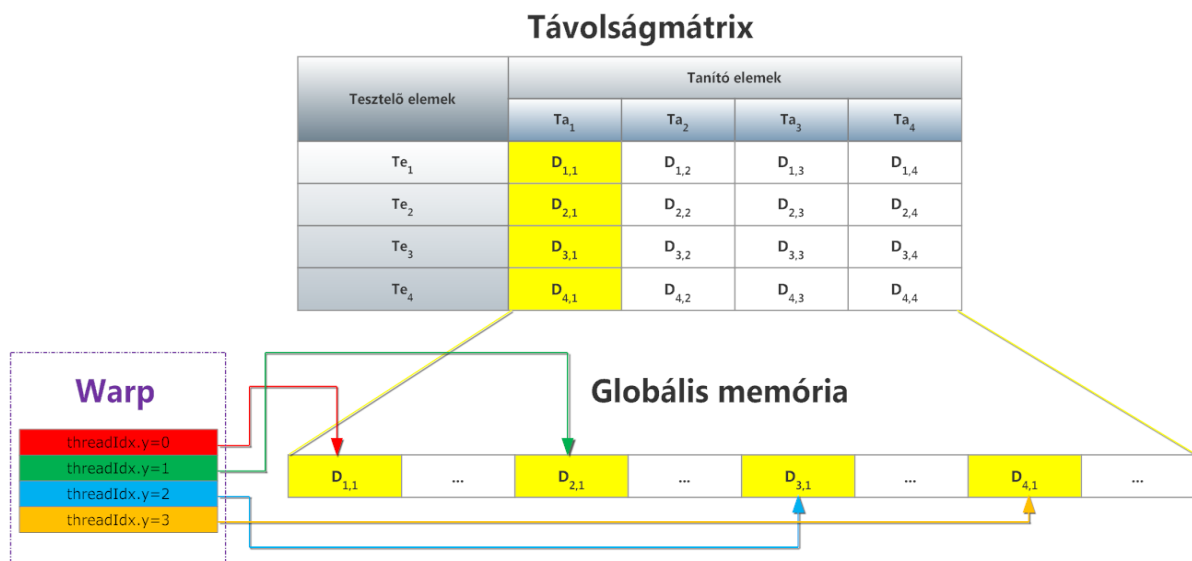 Távolságmátrix
Tesztelő elemek
Tanító elemek
Ta1 Ta2 Ta3 Ta4
Te1 D1,1 D1,2 D1,3 D1,4
Te2 D2,1 D2,2 D2,3 D2,4
Te3 D3,1 D3,2 D3,3 D3,4
Te4 D4,1 D4,2 D4,3 D4,4
Warp
Globális memória
threadIdx.y=0
threadIdx.y=1
threadIdx.y=2
threadIdx.y=3
D1,1 ... D2,1 ... D3,1 ... D4,1 ...